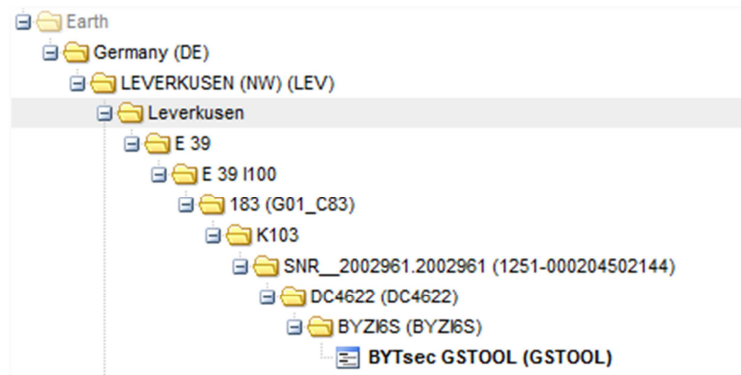 Earth
Germany (DE)
LEVERKUSEN (NW) (LEV)
Leverkusen
E 39
E 39 I100
183 (G01_C83)
K103
SNR__2002961.2002961 (1251-000204502144)
DC4622 (DC4622)
BYZI6S (BYZI6S)
BYTsec GSTOOL (GSTOOL)